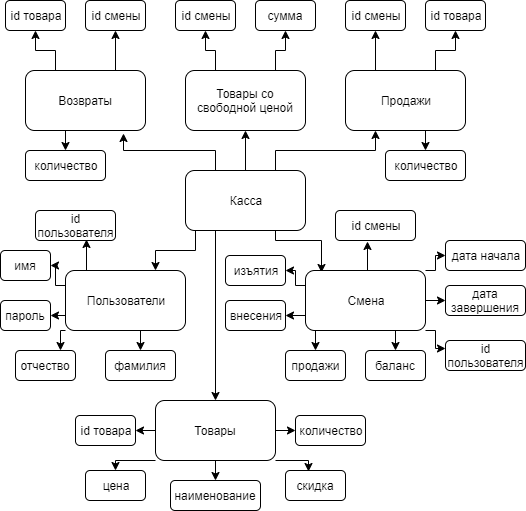 id товара
id смены
id смены
сумма
id смены
id товара
Возвраты
Товары со
свободной ценой
Продажи
количество
количество
Касса
id
пользователя
id смены
имя
изъятия
дата начала
Пользователи
Смена
пароль
внесения
дата
завершения
отчество
фамилия
продажи
баланс
id
пользователя
id товара
Товары
количество
цена
наименование
скидка